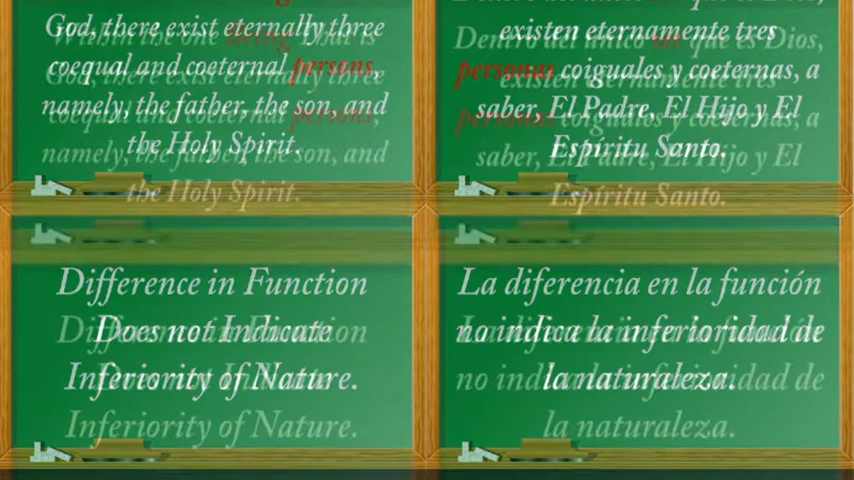 God, there exist eternally three
coequal and coeternal persons,
namely, the father, the son, and
the Holy Spirit.
existen eternamente tres
personas coiguales y coeternas, a
saber, El Padre, El Hijo y El
Espíritu Santo.
Difference in Function
Does not Indicate
Inferiority of Nature.
La diferencia en la función
no indica la inferioridad de
la naturaleza.